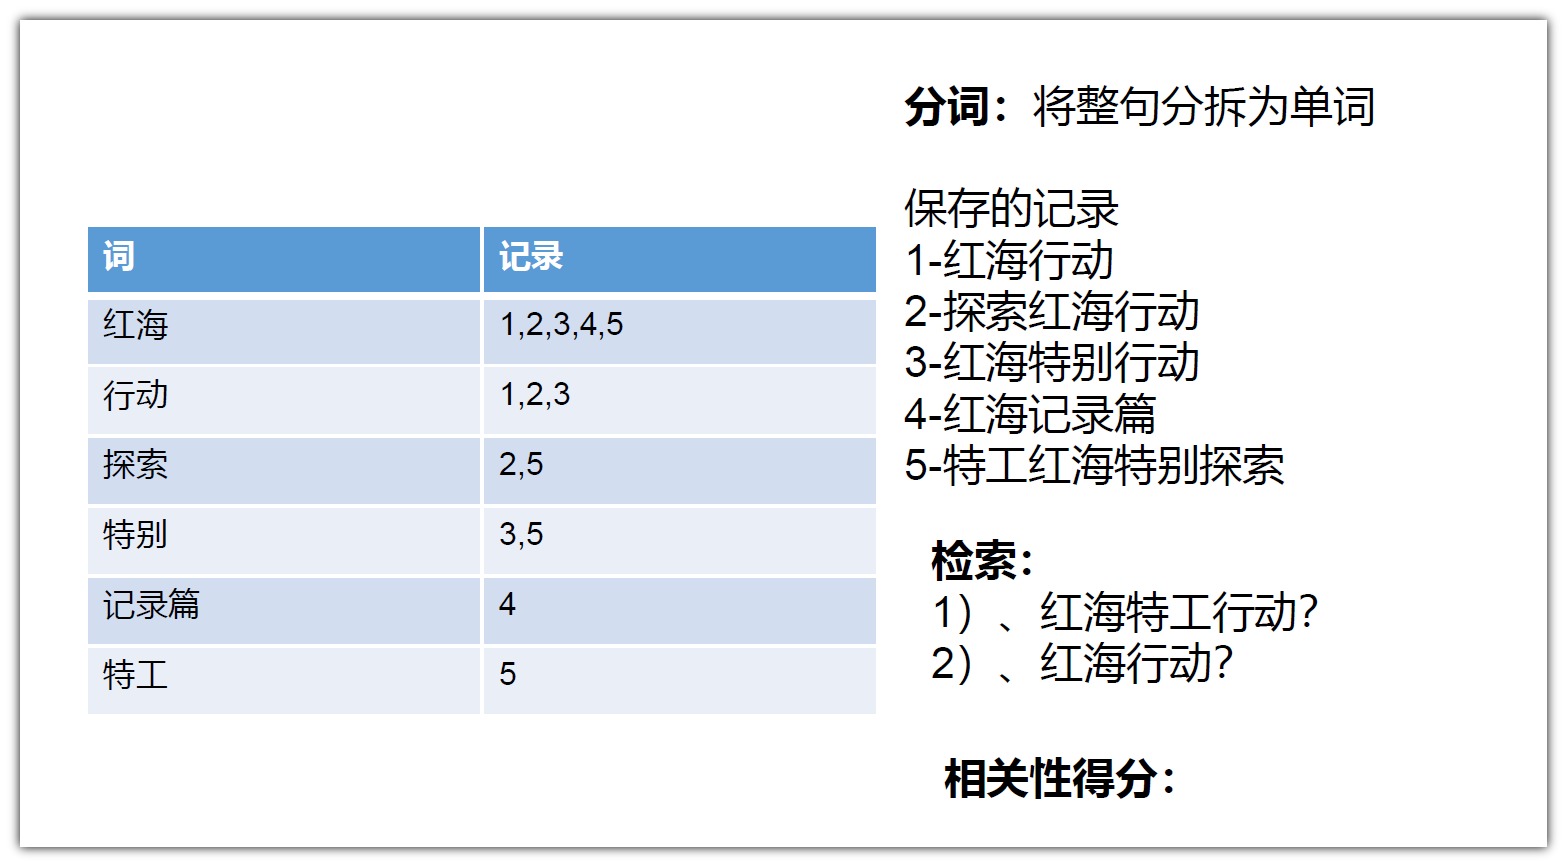 分词：将整句分拆为单词
保存的记录
1-红海行动
2-探索红海行动
3-红海特别行动
4-红海记录篇
5-特工红海特别探索
检索：
1）、红海特工行动？
2）、红海行动？
相关性得分：
词 记录
红海 1,2,3,4,5
行动 1,2,3
探索 2,5
特别 3,5
记录篇 4
特工 5